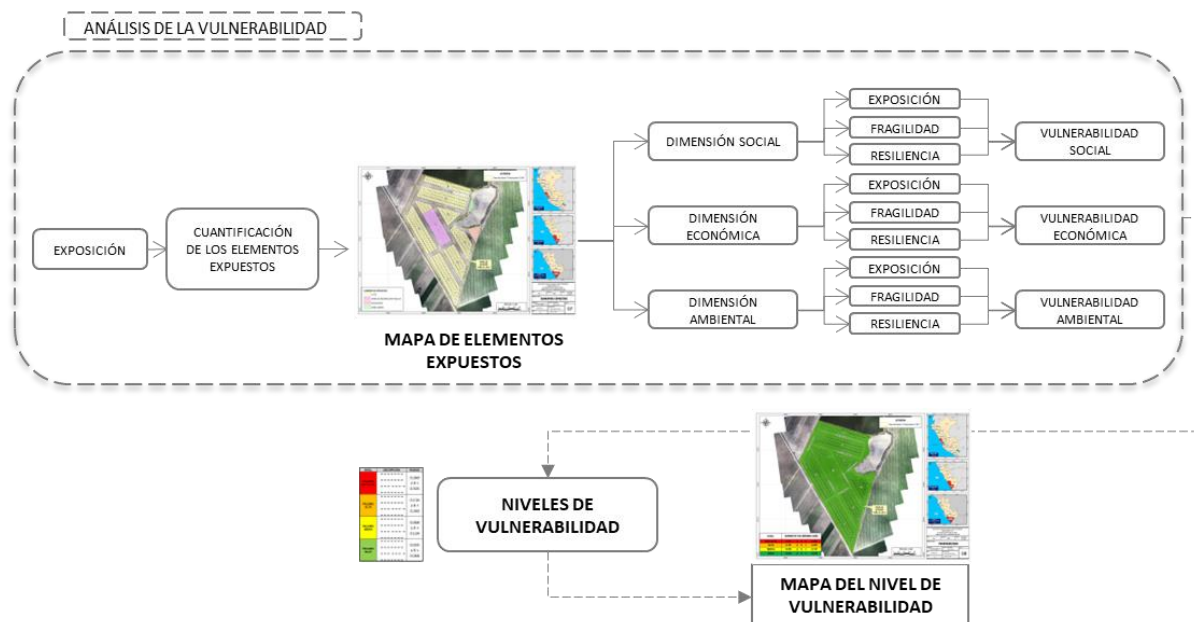 ANÁLISIS DE LA VULNERABILIDAD
EXPOSICIÓN
CUANTIFICACIÓN
DE LOS ELEMENTOS
EXPUESTOS
MAPA DE ELEMENTOS
EXPUESTOS
DIMENSIÓN SOCIAL
EXPOSICIÓN
FRAGILIDAD
RESILIENCIA
VULNERABILIDAD
SOCIAL
DIMENSIÓN
ECONÓMICA
EXPOSICIÓN
FRAGILIDAD
RESILIENCIA
VULNERABILIDAD
ECONÓMICA
DIMENSIÓN
AMBIENTAL
EXPOSICIÓN
FRAGILIDAD
RESILIENCIA
VULNERABILIDAD
AMBIENTAL
NIVELES DE
VULNERABILIDAD
MAPA DEL NIVEL DE
VULNERABILIDAD